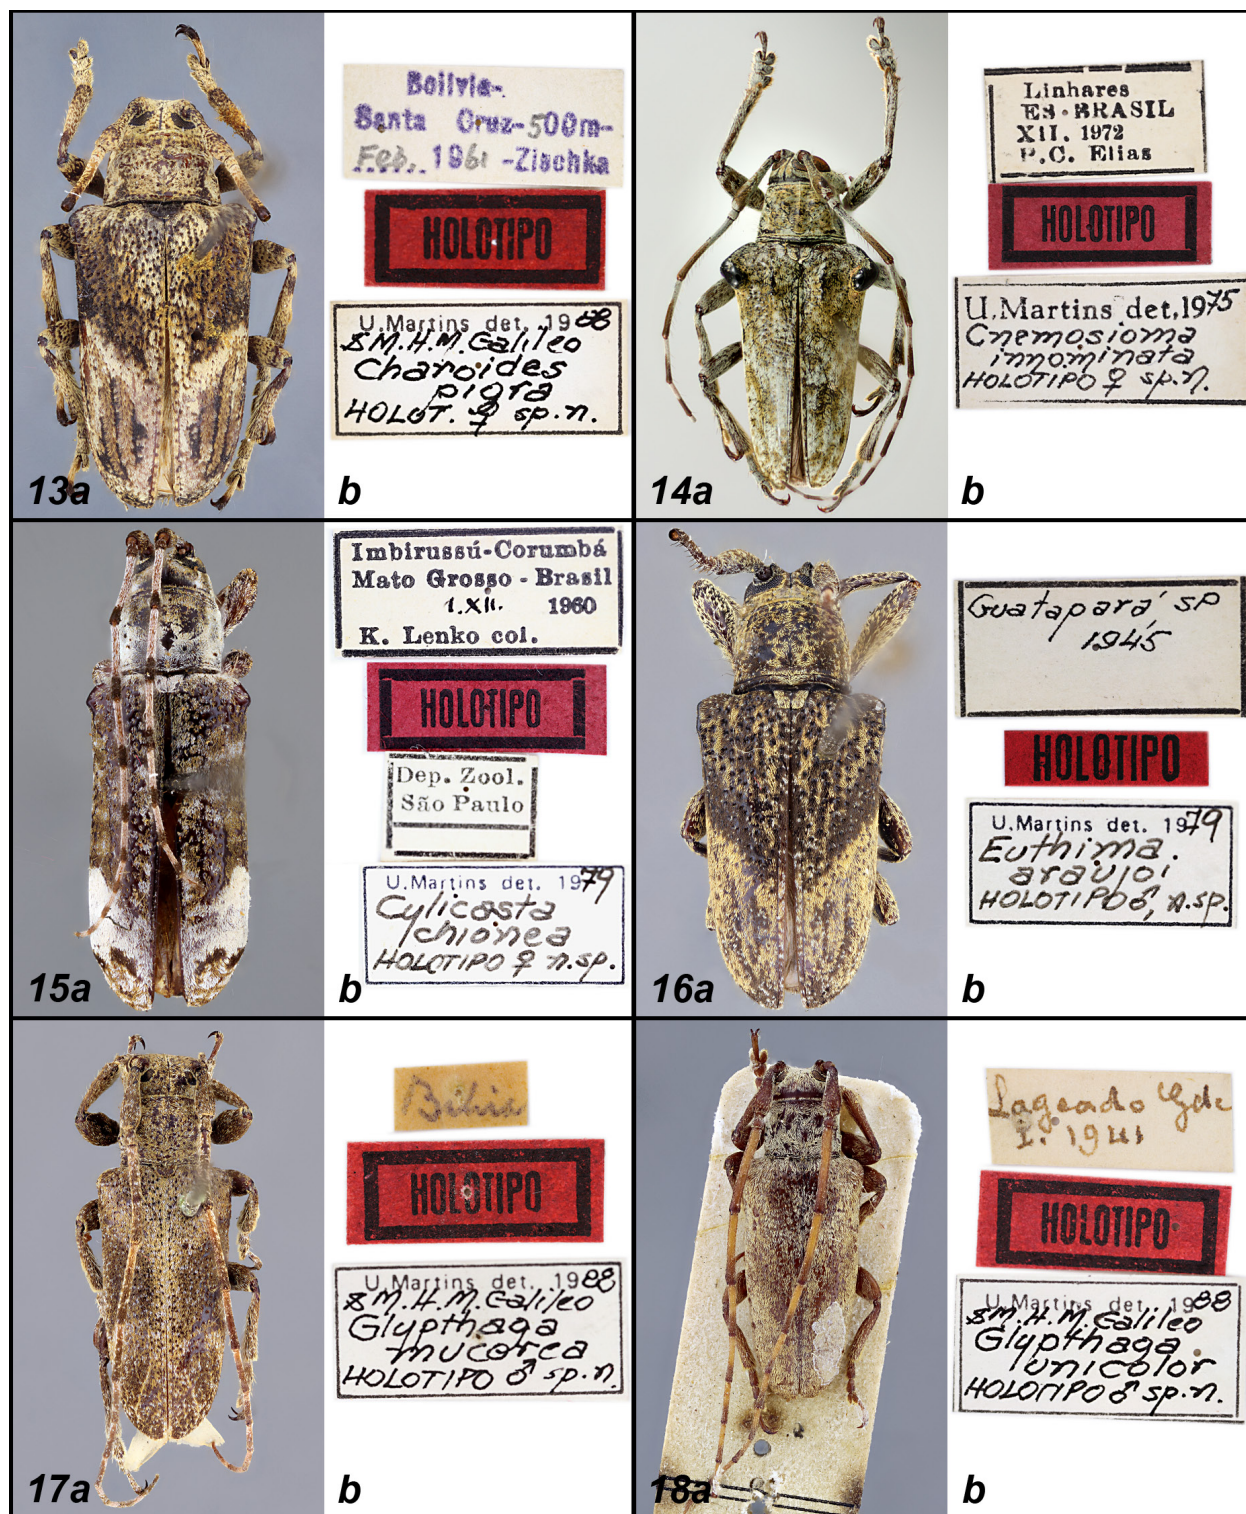 Bolivia-
Santa Cruz-500m-
Feb. 1961 -Zischka
HOLOTIPO
U.Martins det. 1988
& M.H.M. Galileo
Charoides
pigra
HOLOT. ♀ sp.n.
13a
b
Linhares
ES-BRASIL
XII. 1972
P.C. Elias
HOLOTIPO
U.Martins det.1975
Cnemosioma
innominata
HOLOTIPO ♀ sp.n.
14a
b
Imbirussú-Corumbá
Mato Grosso - Brasil
1.XII. 1960
K. Lenko col.
HOLOTIPO
Dep. Zool.
São Paulo
U.Martins det. 1979
Cylicasta
chionea
HOLOTIPO ♀ n.sp.
15a
b
Guatapará, SP
1945
HOLOTIPO
U.Martins det. 1979
Euthima
araujoi
HOLOTIPO ♂, n.sp.
16a
b
Bahia
HOLOTIPO
U.Martins det. 1988
& M.H.M. Galileo
Glypthaga
mucorea
HOLOTIPO ♂ sp.n.
17a
b
Lageado Gde
I. 1941
HOLOTIPO
U.Martins det. 1988
& M.H.M. Galileo
Glypthaga
unicolor
HOLOTIPO ♂ sp.n.
18a
b